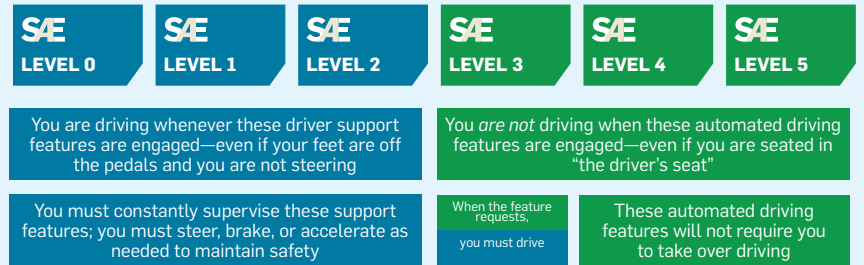 SAE
LEVEL 0
SAE
LEVEL 1
SAE
LEVEL 2
SAE
LEVEL 3
SAE
LEVEL 4
SAE
LEVEL 5
You are driving whenever these driver support
features are engaged—even if your feet are off
the pedals and you are not steering
You are not driving when these automated driving
features are engaged—even if you are seated in
“the driver’s seat”
You must constantly supervise these support
features; you must steer, brake, or accelerate as
needed to maintain safety
When the feature
requests,
you must drive
These automated driving
features will not require you
to take over driving